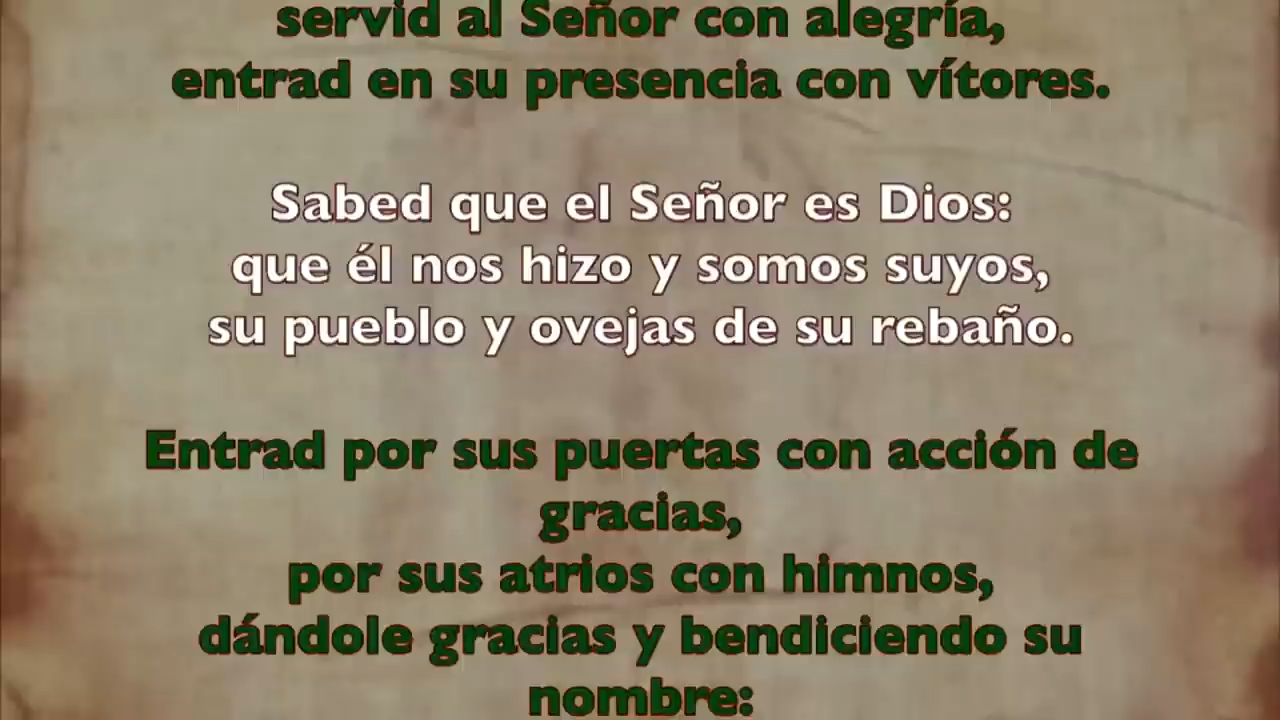 servid al Señor con alegría,
entrad en su presencia con vítores.
Sabed que el Señor es Dios:
que él nos hizo y somos suyos,
su pueblo y ovejas de su rebaño.
Entrad por sus puertas con acción de
gracias,
por sus atrios con himnos,
dándole gracias y bendiciendo su
nombre: